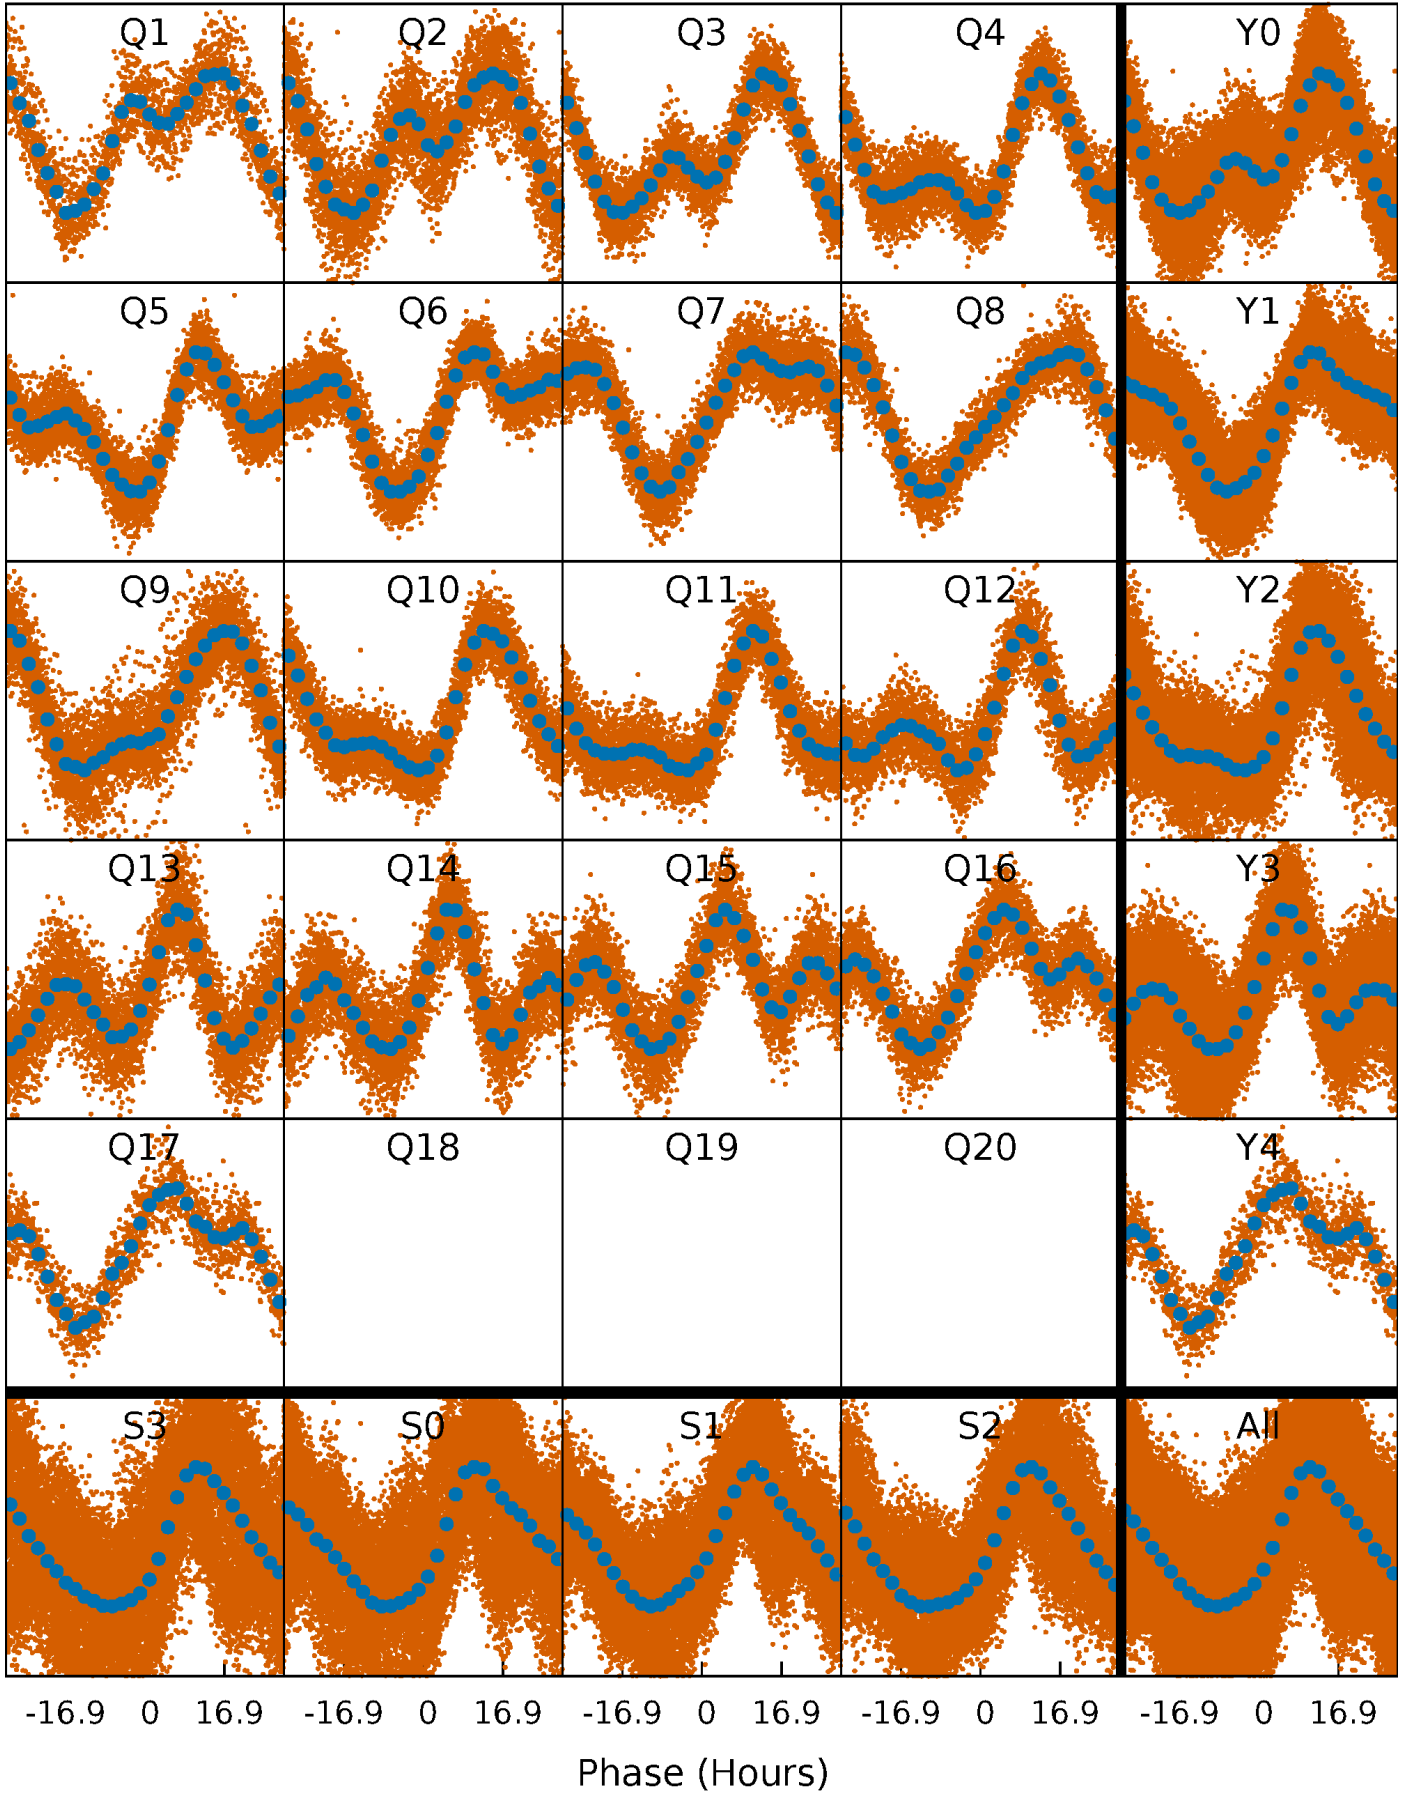 Q1 Q2 Q3 Q4 Y0
Q5 Q6 Q7 Q8 Y1
Q9 Q10 Q11 Q12 Y2
Q13 Q14 Q15 Q16 Y3
Q17 Q18 Q19 Q20 Y4
S3 S0 S1 S2 All
-16.9 0 16.9 -16.9 0 16.9 -16.9 0 16.9 -16.9 0 16.9 -16.9 0 16.9
Phase (Hours)